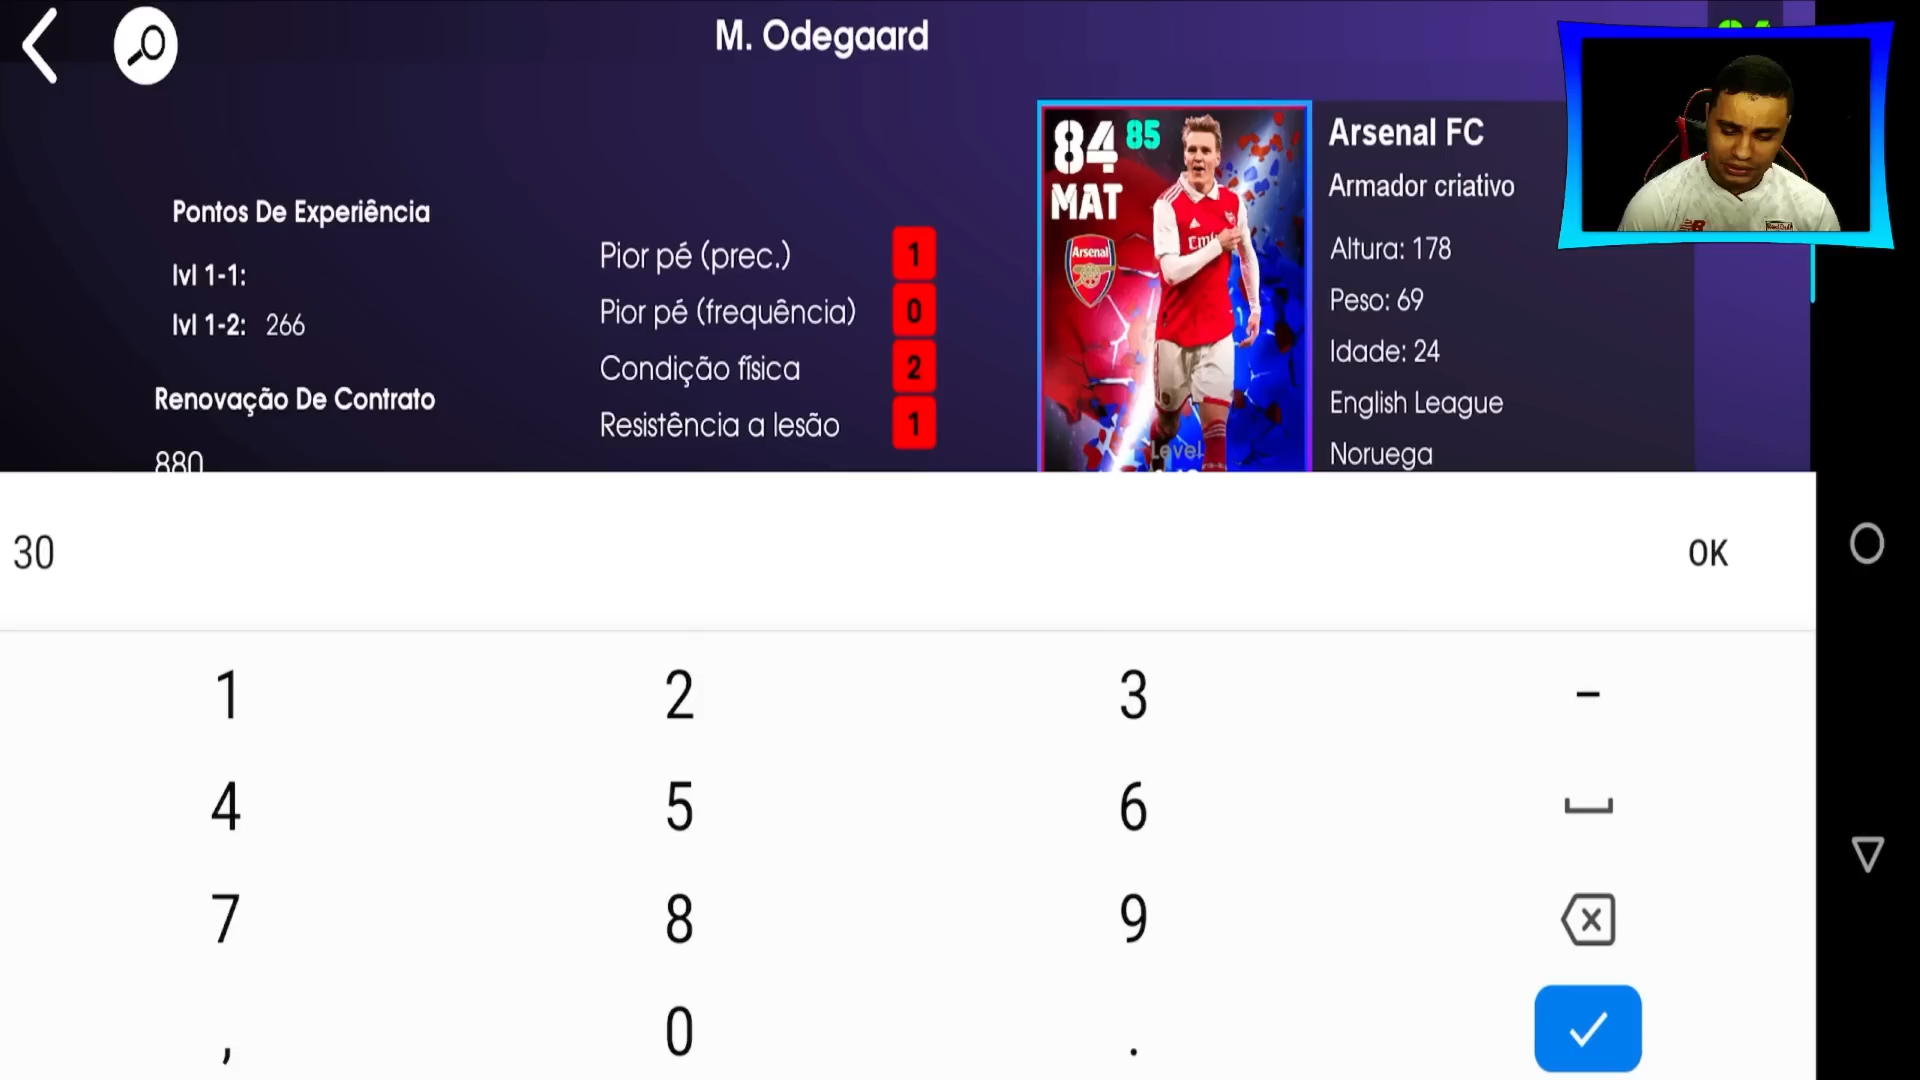 M. Odegaard
Pontos De Experiência
lvl 1-1:
lvl 1-2: 266
Renovação De Contrato
880
Pior pé (prec.) 1
Pior pé (frequência) 0
Condição física 2
Resistência a lesão 1
84 85
MAT
Arsenal
Level
Arsenal FC
Armador criativo
Altura: 178
Peso: 69
Idade: 24
English League
Noruega
30
OK
1 2 3 -
4 5 6
7 8 9
, 0 .